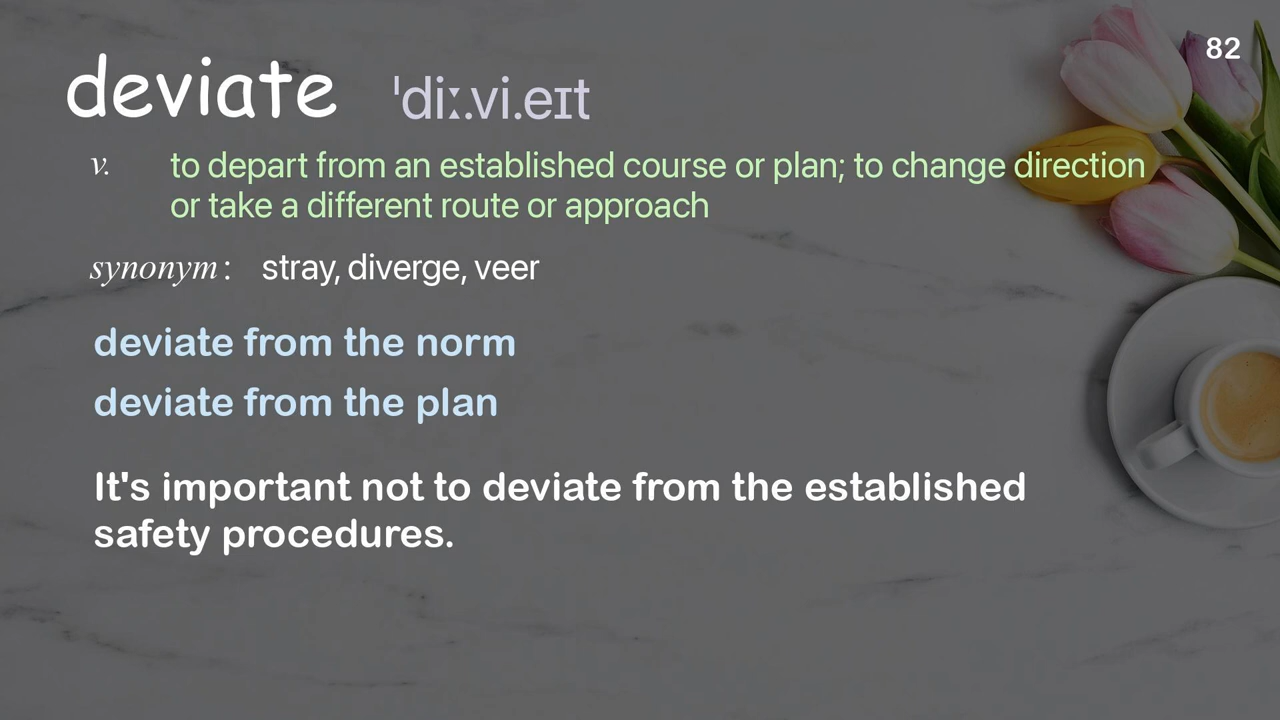 82
deviate ˈdiː.vi.eɪt
v. to depart from an established course or plan; to change direction
or take a different route or approach
synonym: stray, diverge, veer
deviate from the norm
deviate from the plan
It's important not to deviate from the established
safety procedures.